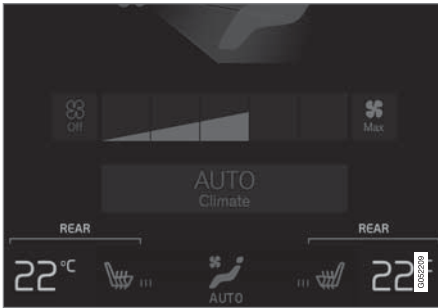 Off
Max
AUTO
Climate
REAR
REAR
22°C
22
AUTO
G052209